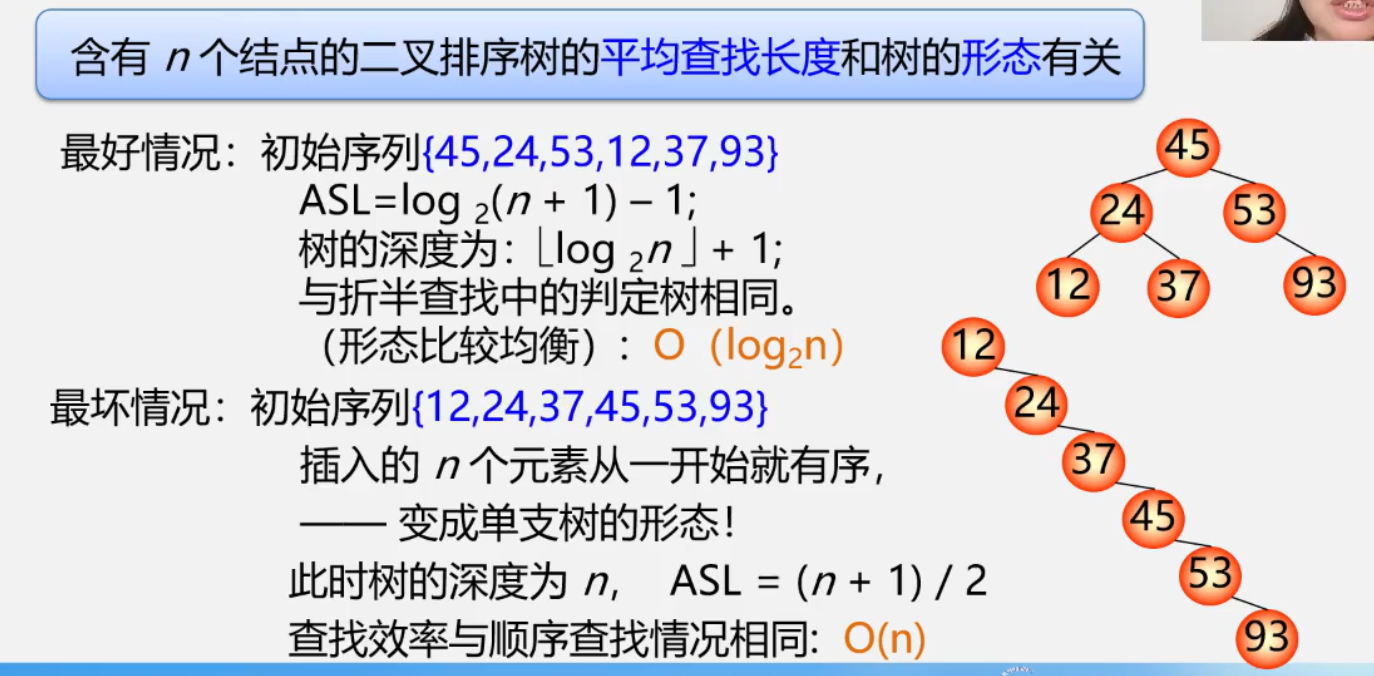 含有 n 个结点的二叉排序树的平均查找长度和树的形态有关
最好情况：初始序列{45,24,53,12,37,93}
ASL=log ₂(n + 1) – 1;
树的深度为：⌊log ₂n ⌋ + 1;
与折半查找中的判定树相同。
（形态比较均衡）: O（log₂n）
最坏情况：初始序列{12,24,37,45,53,93}
插入的 n 个元素从一开始就有序，
—— 变成单支树的形态！
此时树的深度为 n, ASL = (n + 1) / 2
查找效率与顺序查找情况相同: O(n)
45
24 53
12 37 93
12
24
37
45
53
93